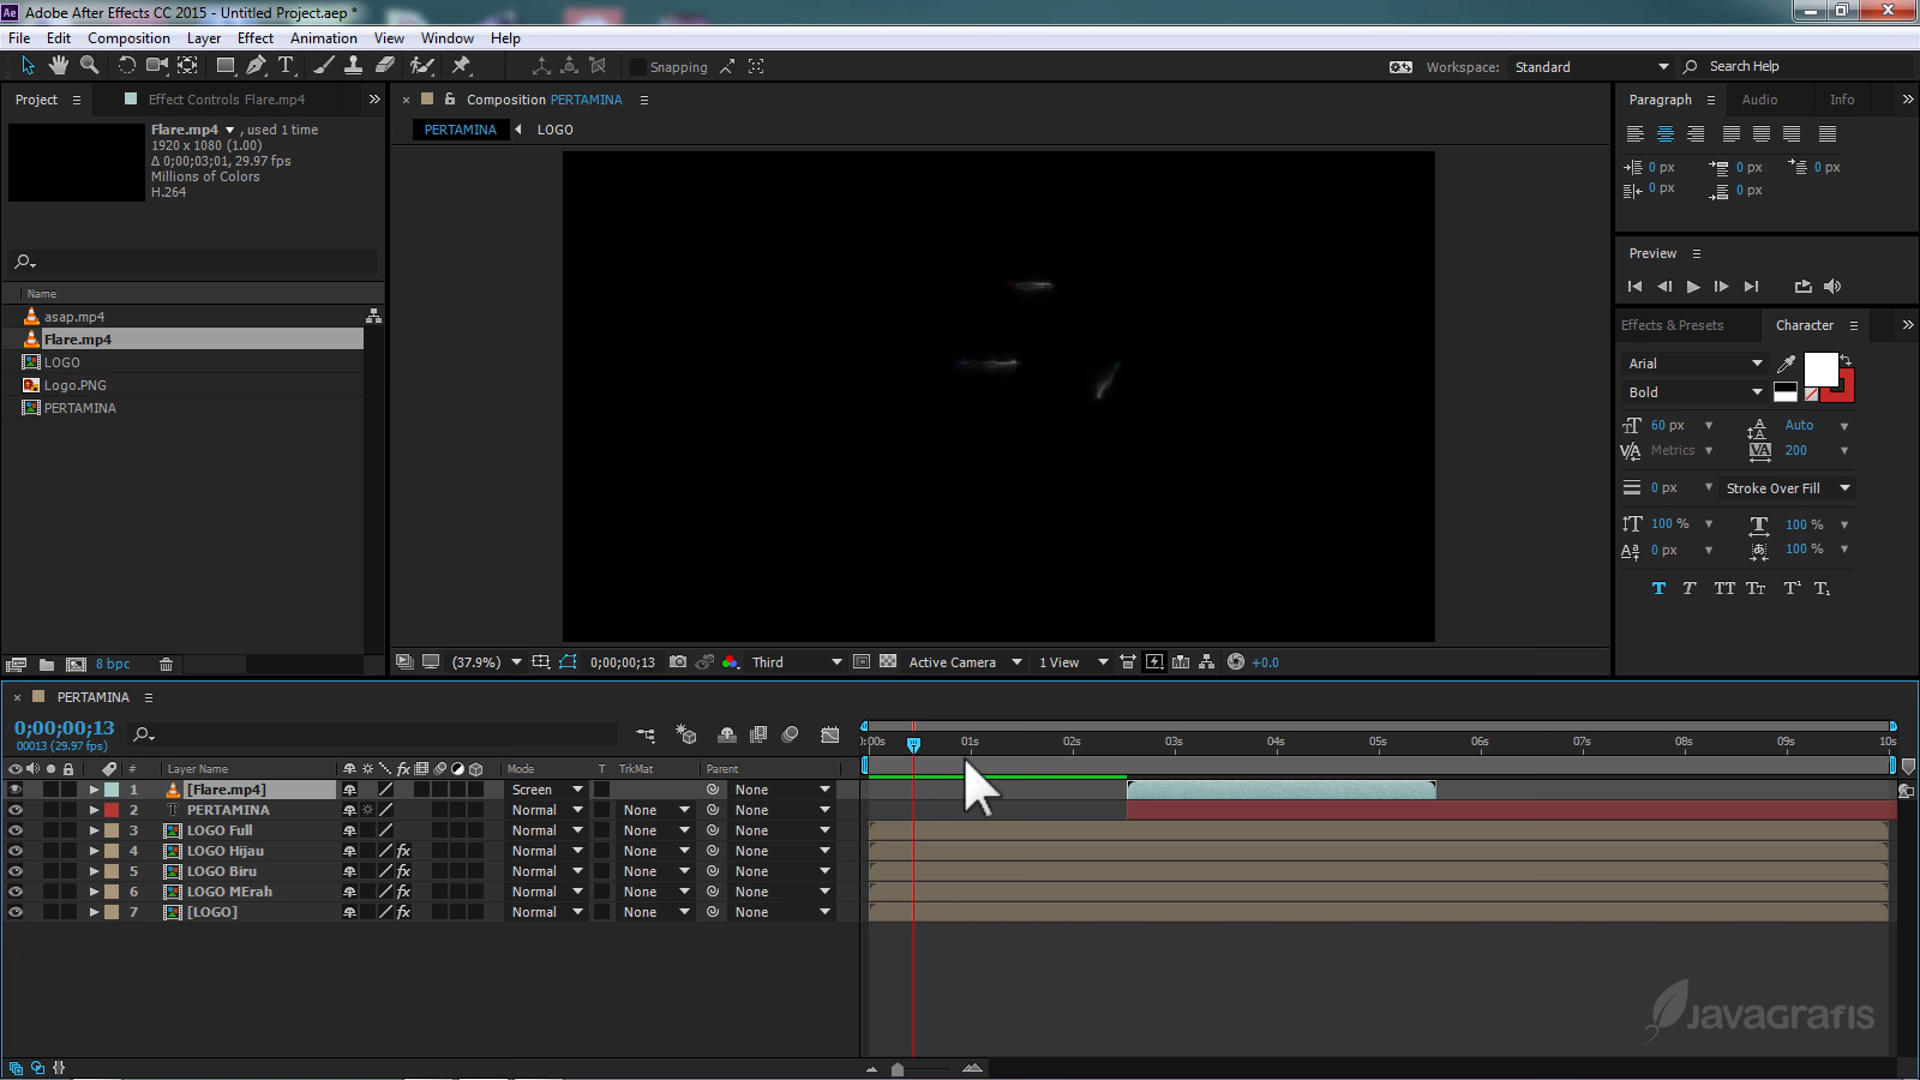 Adobe After Effects CC 2015 - Untitled Project.aep *
File Edit Composition Layer Effect Animation View Window Help
Snapping
Workspace: Standard
Search Help
Project
Effect Controls Flare.mp4
Flare.mp4 , used 1 time
1920 x 1080 (1.00)
Δ 0;00;03;01, 29.97 fps
Millions of Colors
H.264
Name
asap.mp4
Flare.mp4
LOGO
Logo.PNG
PERTAMINA
8 bpc
Composition PERTAMINA
PERTAMINA LOGO
(37.9%) 0;00;00;13 Third Active Camera 1 View +0.0
Paragraph Audio Info
0 px 0 px 0 px
0 px 0 px
Preview
Effects & Presets Character
Arial
Bold
60 px Auto
Metrics 200
0 px Stroke Over Fill
100 % 100 %
0 px 100 %
PERTAMINA
0;00;00;13
00013 (29.97 fps)
01s 02s 03s 04s 05s 06s 07s 08s 09s 10s
# Layer Name Mode T TrkMat Parent
1 [Flare.mp4] Screen None
2 PERTAMINA Normal None None
3 LOGO Full Normal None None
4 LOGO Hijau fx Normal None None
5 LOGO Biru fx Normal None None
6 LOGO MErah fx Normal None None
7 [LOGO] fx Normal None None
JAVAGRAFIS